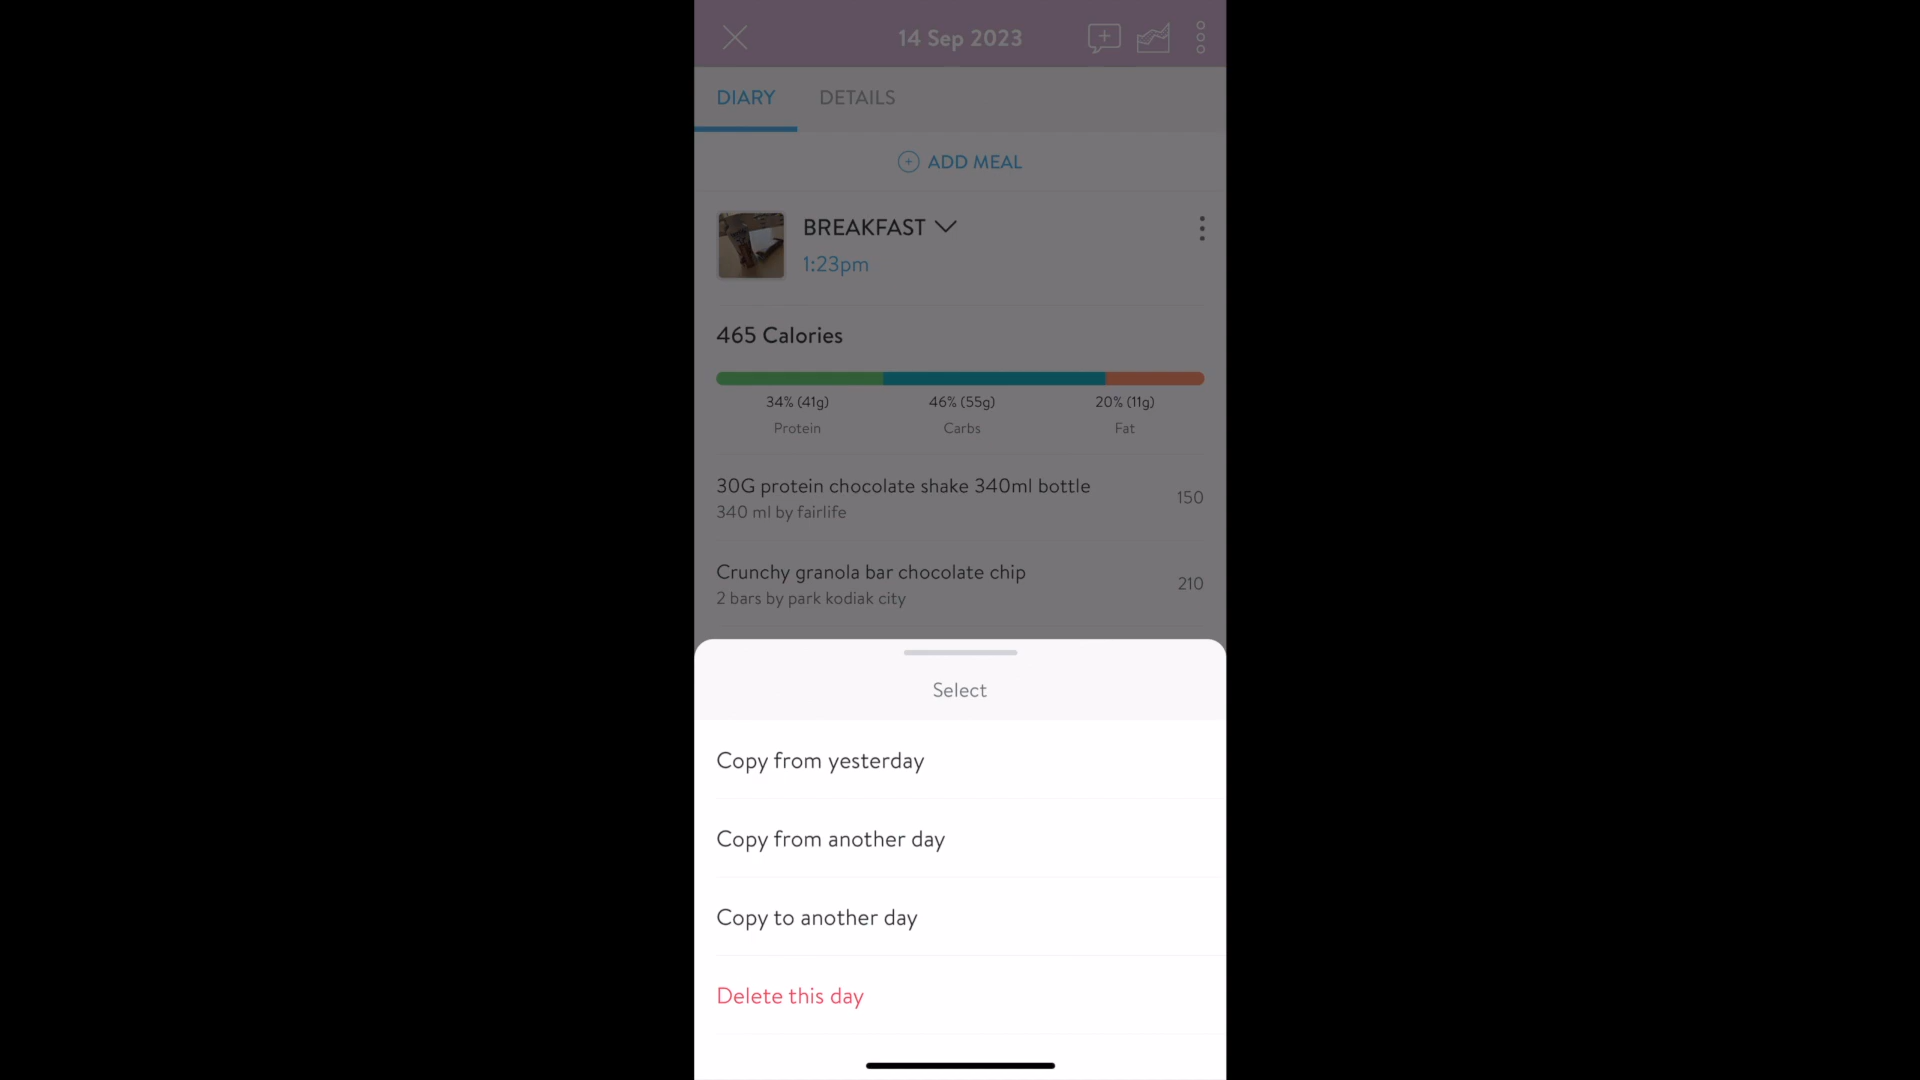 14 Sep 2023
DIARY
DETAILS
ADD MEAL
BREAKFAST
1:23pm
465 Calories
34% (41g)
46% (55g)
20% (11g)
Protein
Carbs
Fat
30G protein chocolate shake 340ml bottle
340 ml by fairlife
150
Crunchy granola bar chocolate chip
2 bars by park kodiak city
210
Select
Copy from yesterday
Copy from another day
Copy to another day
Delete this day